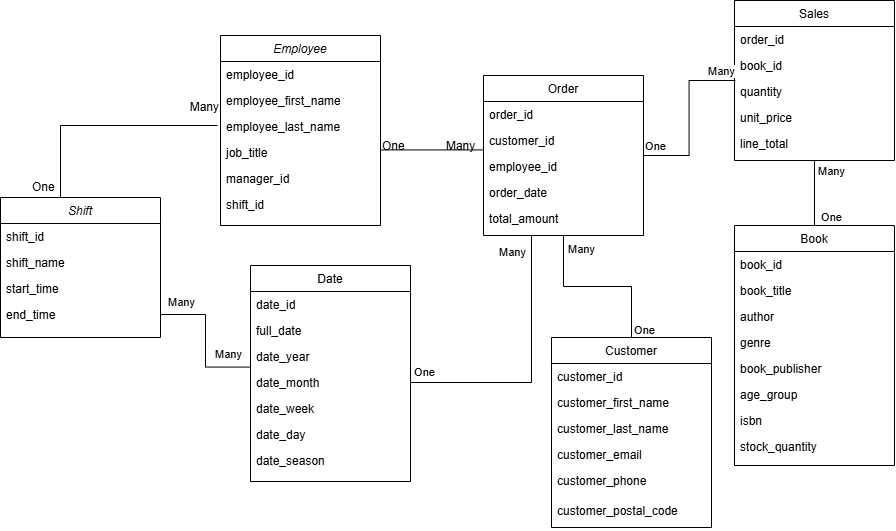 Employee
employee_id
employee_first_name
employee_last_name
job_title
manager_id
shift_id
Shift
shift_id
shift_name
start_time
end_time
Date
date_id
full_date
date_year
date_month
date_week
date_day
date_season
Order
order_id
customer_id
employee_id
order_date
total_amount
Customer
customer_id
customer_first_name
customer_last_name
customer_email
customer_phone
customer_postal_code
Sales
order_id
book_id
quantity
unit_price
line_total
Book
book_id
book_title
author
genre
book_publisher
age_group
isbn
stock_quantity
Many
One
One
Many
Many
Many
Many
One
Many
One
One
Many
Many
One